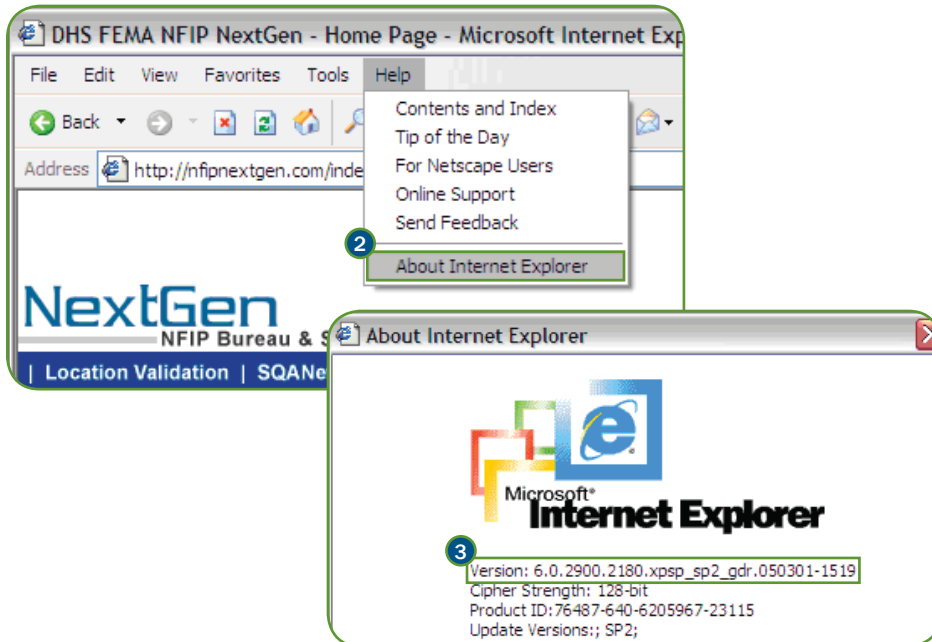 DHS FEMA NFIP NextGen - Home Page - Microsoft Internet Exp
File Edit View Favorites Tools Help
Back
Address http://nfipnextgen.com/inde
Contents and Index
Tip of the Day
For Netscape Users
Online Support
Send Feedback
2
About Internet Explorer
NextGen
NFIP Bureau & S
| Location Validation | SQANe
About Internet Explorer
Microsoft®
Internet Explorer
3
Version: 6.0.2900.2180.xpsp_sp2_gdr.050301-1519
Cipher Strength: 128-bit
Product ID:76487-640-6205967-23115
Update Versions:; SP2;